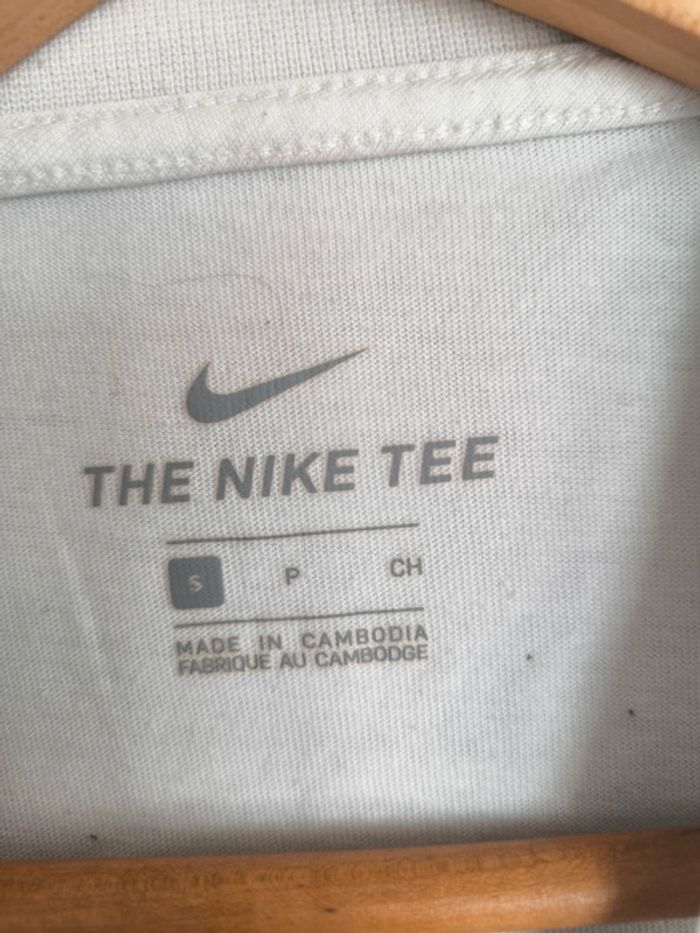 THE NIKE TEE
S P CH
MADE IN CAMBODIA
FABRIQUE AU CAMBODGE